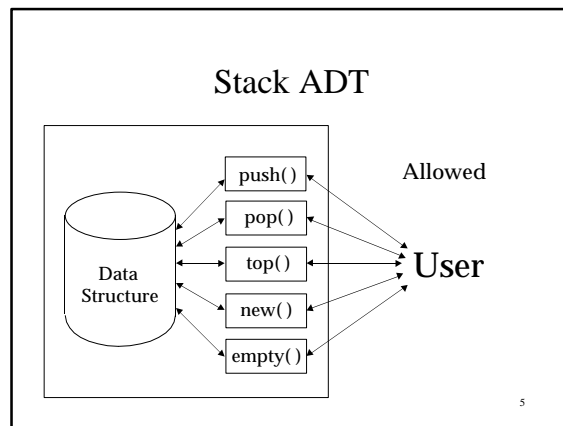 Stack ADT
push()
Allowed
pop()
User
top()
Data
Structure
new()
empty()
5